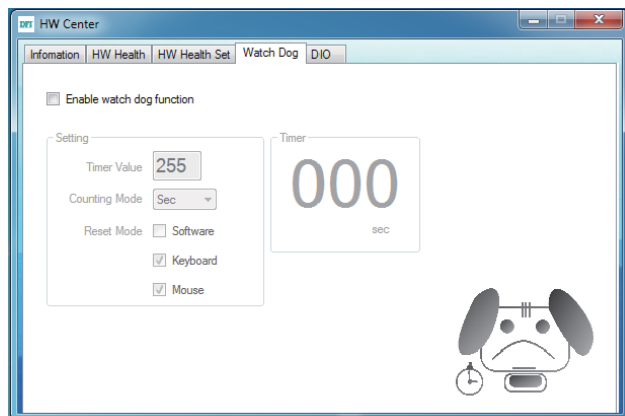 DFI HW Center
Infomation HW Health HW Health Set Watch Dog DIO
Enable watch dog function
Setting
Timer Value 255
Counting Mode Sec
Reset Mode Software
Keyboard
Mouse
Timer
000
sec